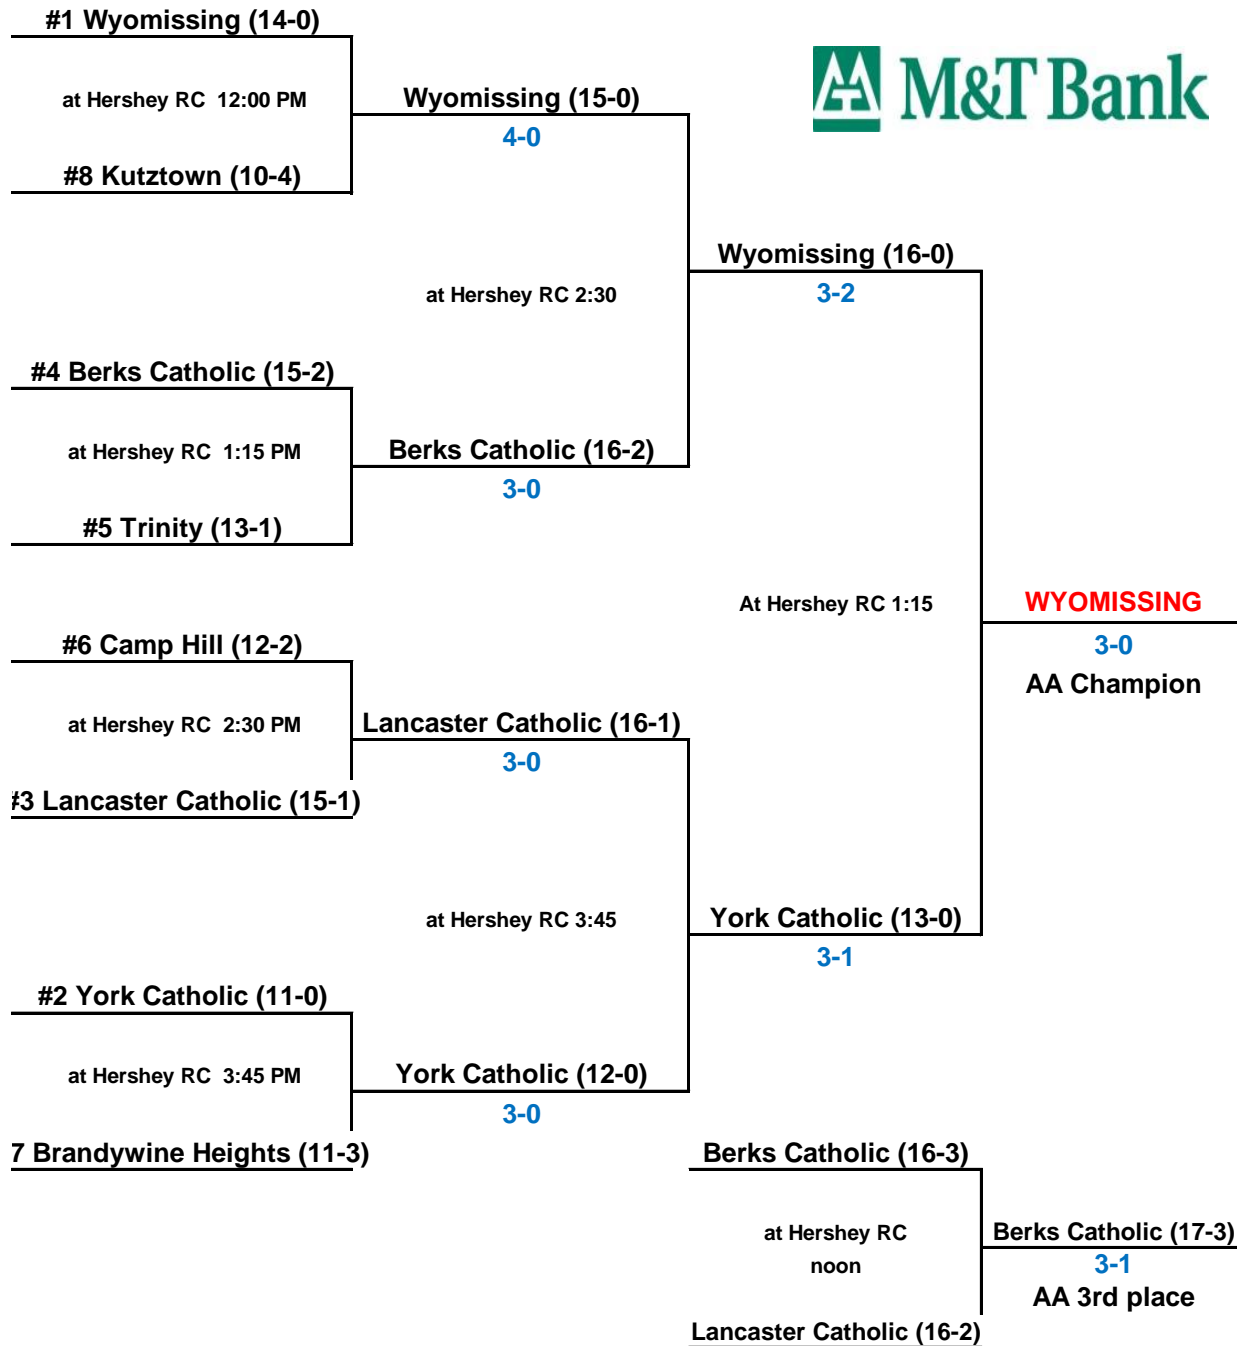 #1 Wyomissing (14-0)
at Hershey RC 12:00 PM
Wyomissing (15-0)
4-0
#8 Kutztown (10-4)
M&T Bank
Wyomissing (16-0)
3-2
at Hershey RC 2:30
#4 Berks Catholic (15-2)
at Hershey RC 1:15 PM
Berks Catholic (16-2)
3-0
#5 Trinity (13-1)
At Hershey RC 1:15
WYOMISSING
3-0
AA Champion
#6 Camp Hill (12-2)
at Hershey RC 2:30 PM
Lancaster Catholic (16-1)
3-0
#3 Lancaster Catholic (15-1)
at Hershey RC 3:45
York Catholic (13-0)
3-1
#2 York Catholic (11-0)
at Hershey RC 3:45 PM
York Catholic (12-0)
3-0
7 Brandywine Heights (11-3)
Berks Catholic (16-3)
at Hershey RC
noon
Berks Catholic (17-3)
3-1
AA 3rd place
Lancaster Catholic (16-2)